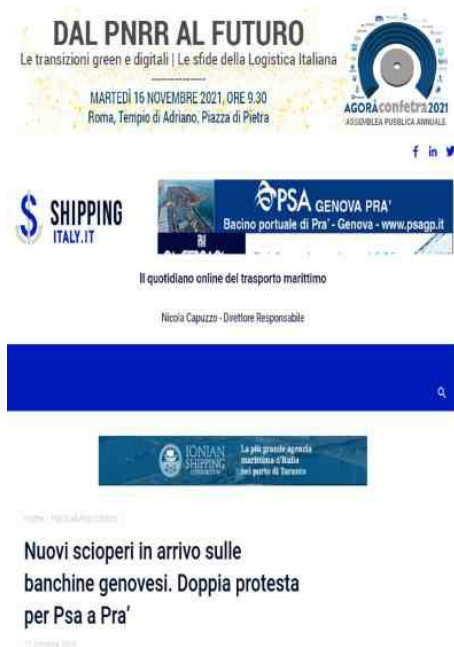 DAL PNRR AL FUTURO
Le transizioni green e digitali | Le sfide della Logistica Italiana
MARTEDÌ 16 NOVEMBRE 2021, ORE 9.30
Roma, Tempio di Adriano, Piazza di Pietra
AGORÀconfetra2021
ASSEMBLEA PUBBLICA ANNUALE
SHIPPING
ITALY.IT
PSA GENOVA PRA'
Bacino portuale di Pra' - Genova - www.psagp.it
Il quotidiano online del trasporto marittimo
Nicola Capuzzo - Direttore Responsabile
IONIAN
SHIPPING
CONSORTIUM
La più grande agenzia
marittima d'Italia
nel porto di Taranto
Nuovi scioperi in arrivo sulle
banchine genovesi. Doppia protesta
per Psa a Pra'